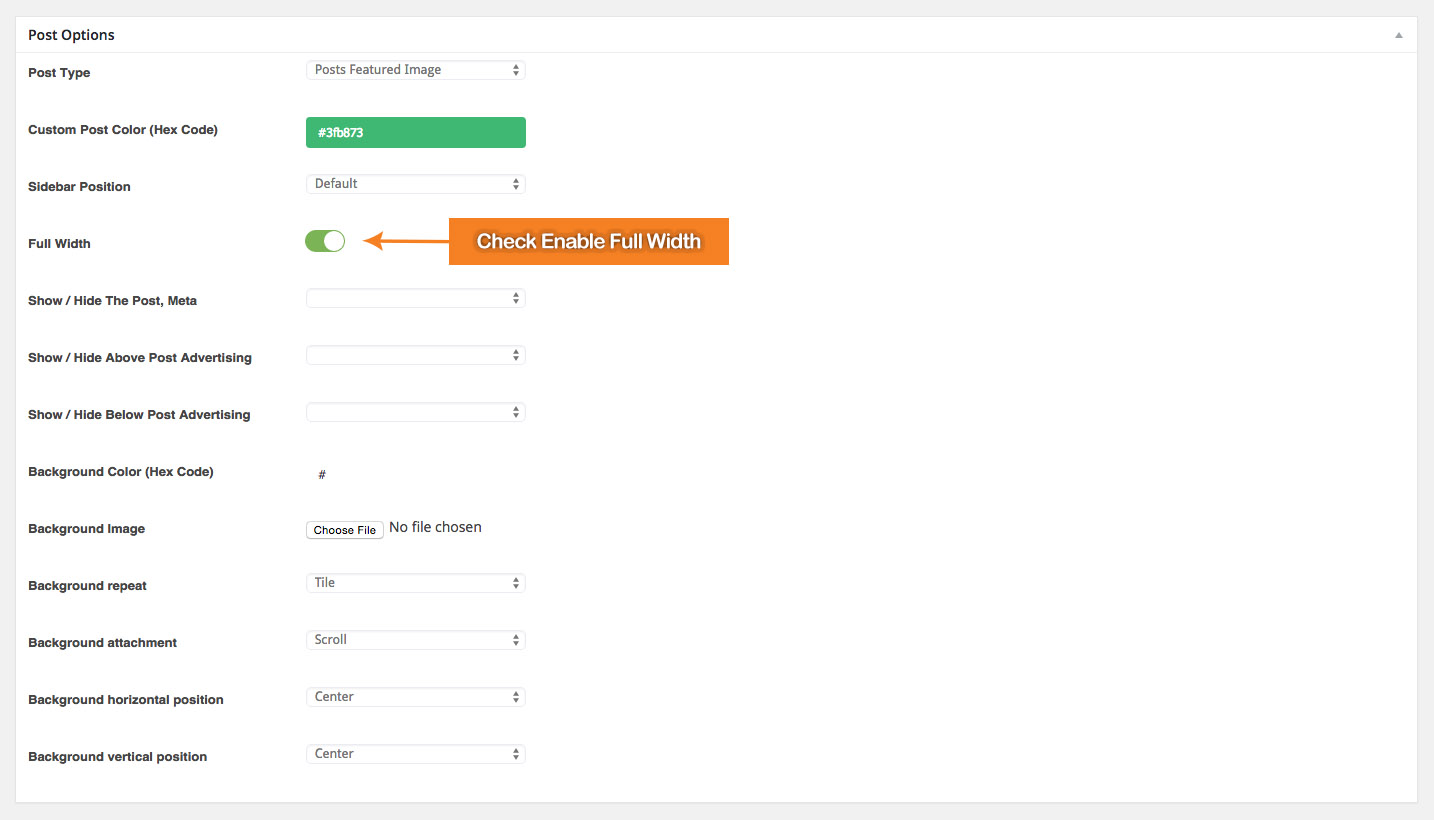 Post Options
Post Type
Posts Featured Image
Custom Post Color (Hex Code)
#3fb873
Sidebar Position
Default
Full Width
Check Enable Full Width
Show / Hide The Post, Meta
Show / Hide Above Post Advertising
Show / Hide Below Post Advertising
Background Color (Hex Code)
#
Background Image
Choose File No file chosen
Background repeat
Tile
Background attachment
Scroll
Background horizontal position
Center
Background vertical position
Center